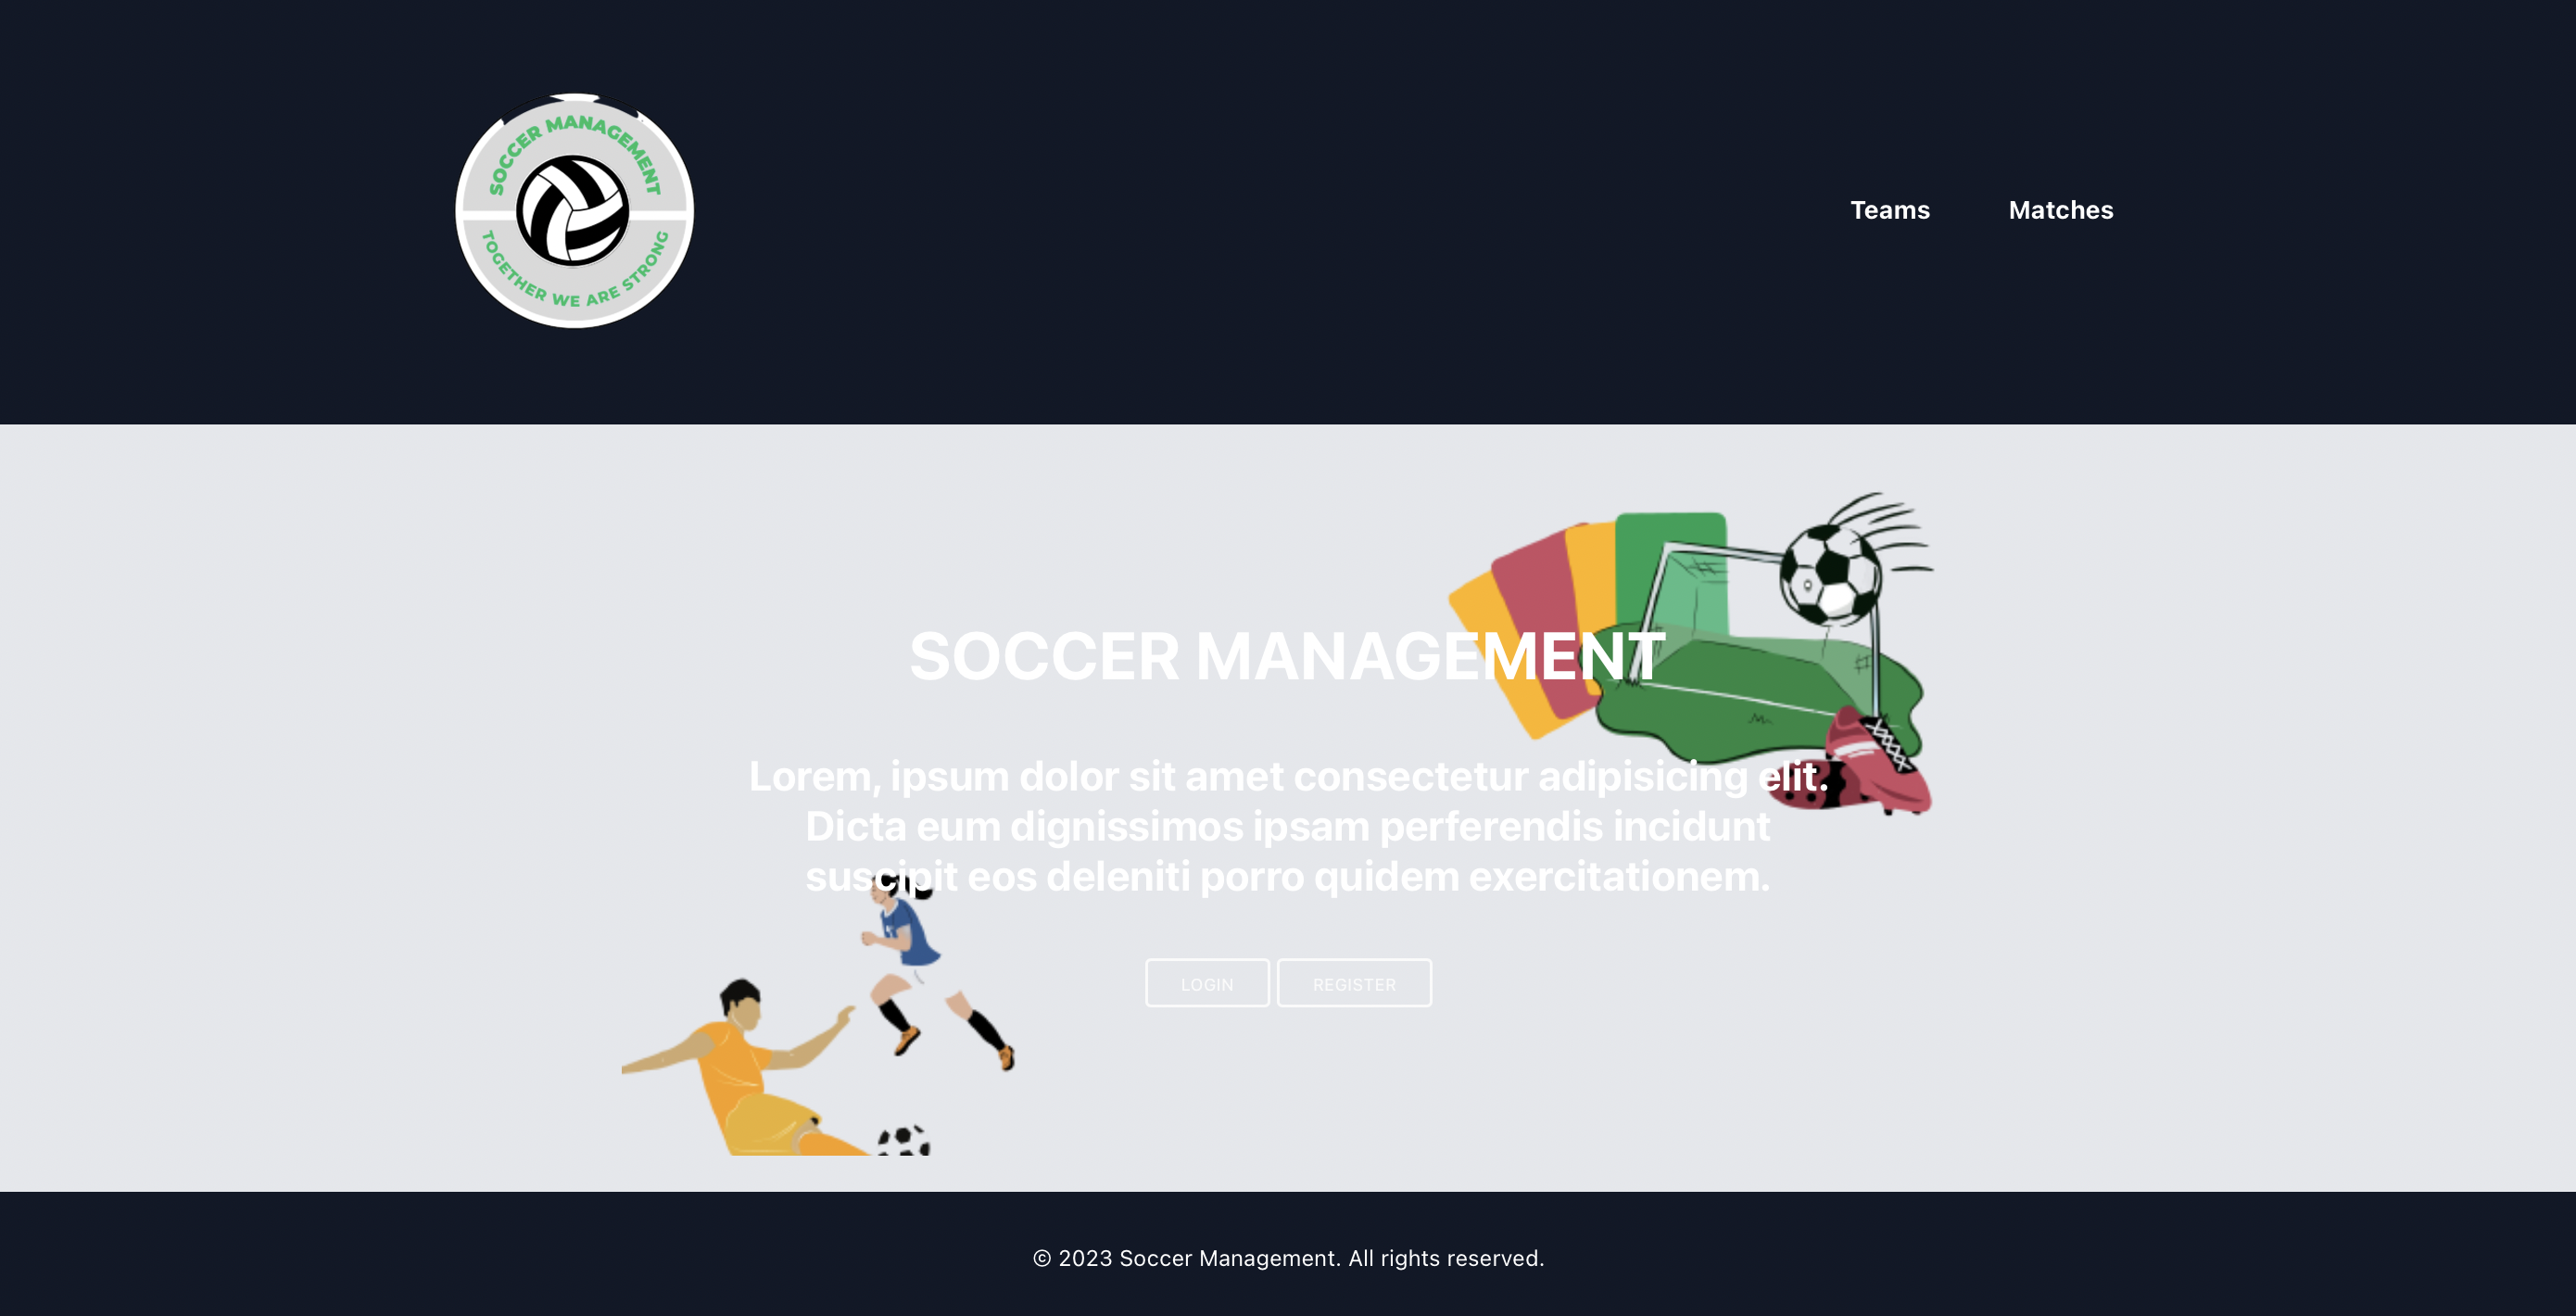 SOCCER MANAGEMENT
TOGETHER WE ARE STRONG
Teams
Matches
SOCCER MANAGEMENT
Lorem, ipsum dolor sit amet consectetur adipisicing elit.
Dicta eum dignissimos ipsam perferendis incidunt
suscipit eos deleniti porro quidem exercitationem.
LOGIN
REGISTER
© 2023 Soccer Management. All rights reserved.